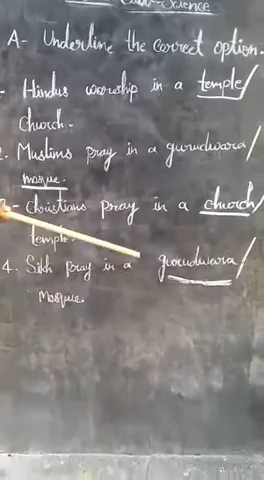 Science
A- Underline the correct option.
Hindus worship in a temple/
church.
2. Muslims pray in a gurudwara/
mosque.
3- Christians pray in a church/
temple.
4. Sikh pray in a gurudwara/
Mosque.